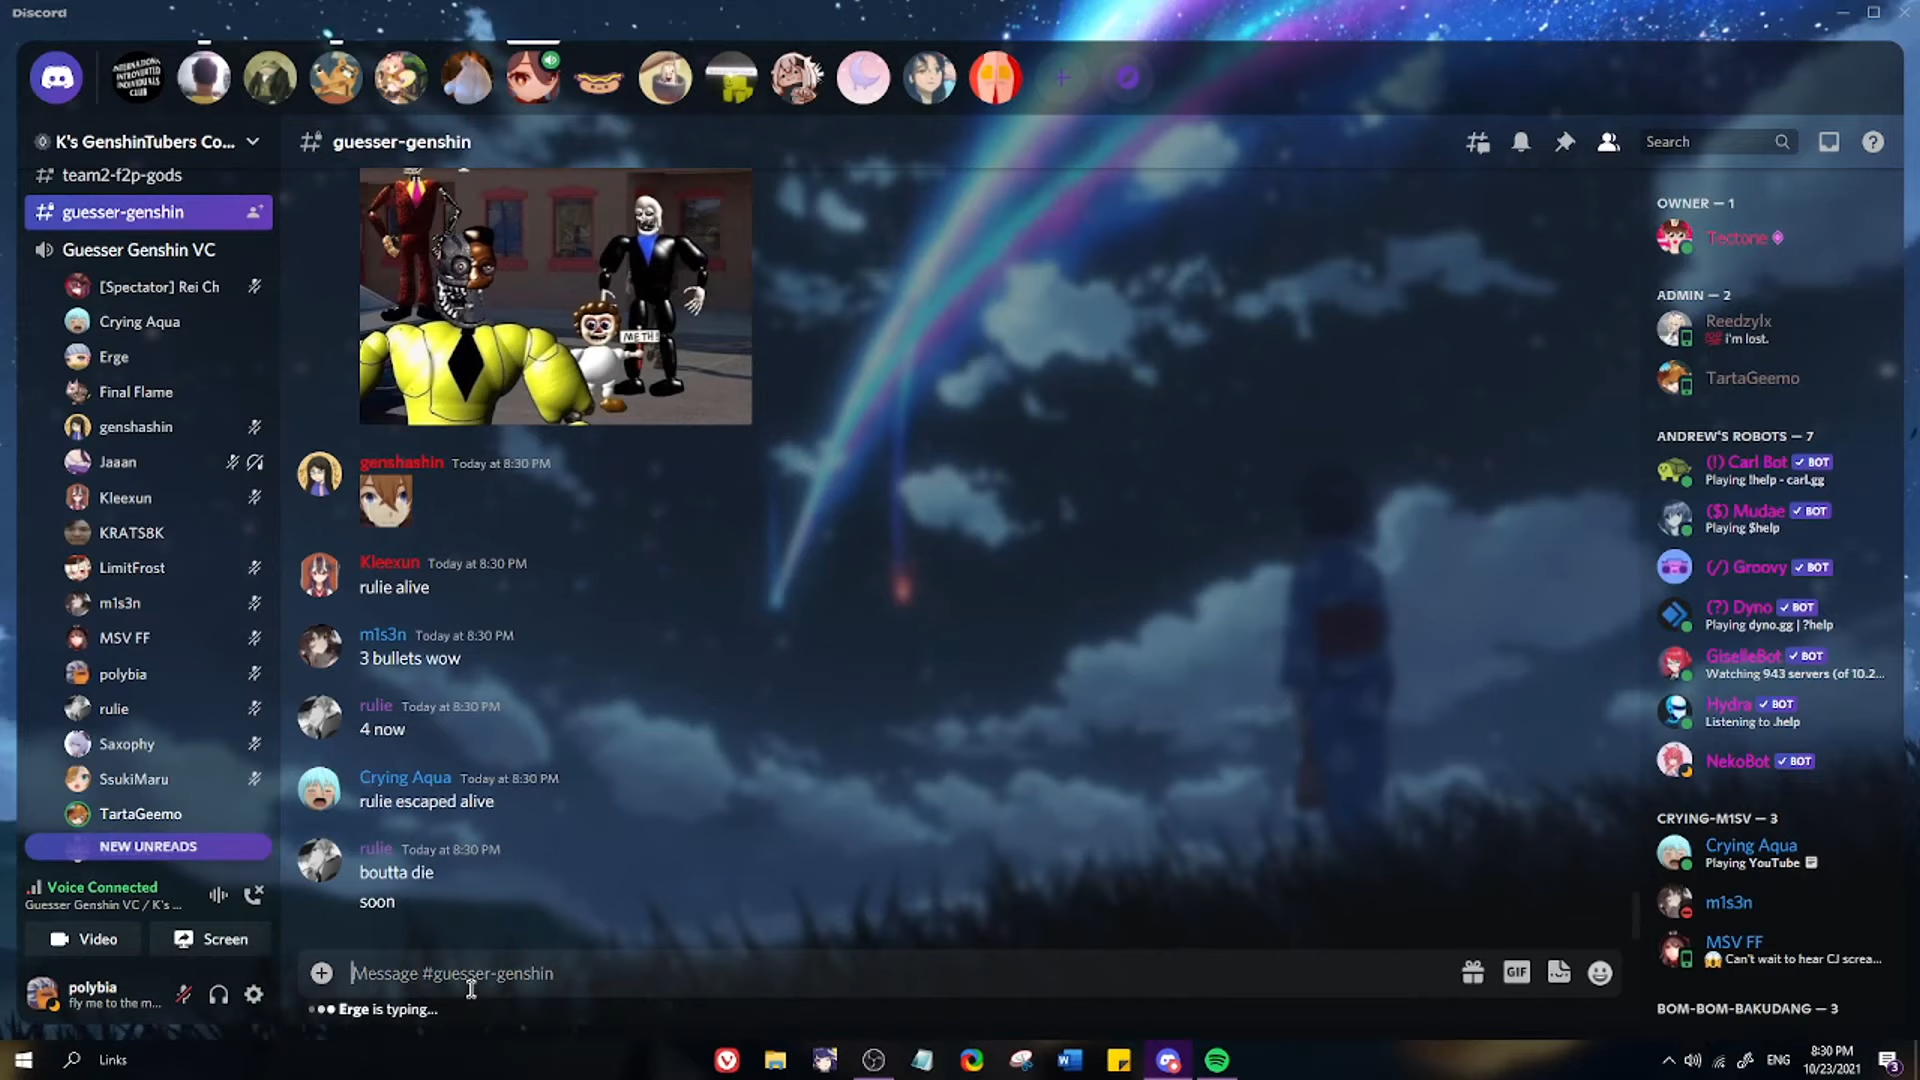 Discord
INTERNATIONAL
INTROVERTED
INDIVIDUALS
CLUB
K's GenshinTubers Co...
team2-f2p-gods
guesser-genshin
Guesser Genshin VC
[Spectator] Rei Ch
Crying Aqua
Erge
Final Flame
genshashin
Jaaan
Kleexun
KRATS8K
LimitFrost
m1s3n
MSV FF
polybia
rulie
Saxophy
SsukiMaru
TartaGeemo
NEW UNREADS
Voice Connected
Guesser Genshin VC / K's ...
Video
Screen
polybia
fly me to the m...
guesser-genshin
Search
METH!
genshashin Today at 8:30 PM
Kleexun Today at 8:30 PM
rulie alive
m1s3n Today at 8:30 PM
3 bullets wow
rulie Today at 8:30 PM
4 now
Crying Aqua Today at 8:30 PM
rulie escaped alive
rulie Today at 8:30 PM
boutta die
soon
Message #guesser-genshin
GIF
Erge is typing...
OWNER — 1
Tectone
ADMIN — 2
Reedzylx
💯 i'm lost.
TartaGeemo
ANDREW'S ROBOTS — 7
(!) Carl Bot ✓ BOT
Playing !help - carl.gg
($) Mudae ✓ BOT
Playing $help
(/) Groovy ✓ BOT
(?) Dyno ✓ BOT
Playing dyno.gg | ?help
GiselleBot ✓ BOT
Watching 943 servers (of 10.2...
Hydra ✓ BOT
Listening to .help
NekoBot ✓ BOT
CRYING-M1SV — 3
Crying Aqua
Playing YouTube
m1s3n
MSV FF
😱 Can't wait to hear CJ screa...
BOM-BOM-BAKUDANG — 3
Links
ENG
8:30 PM
10/23/2021
3